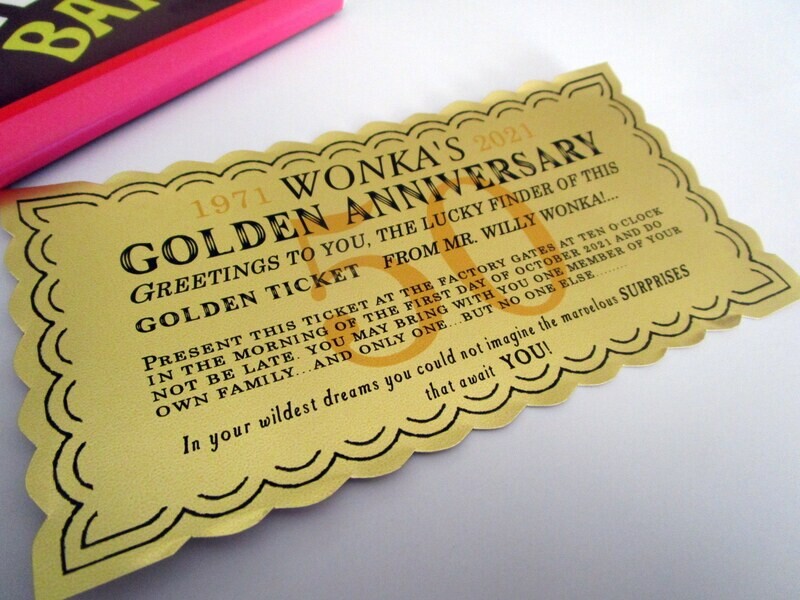 BA
1971 WONKA'S 2021
GOLDEN ANNIVERSARY
50
GREETINGS TO YOU, THE LUCKY FINDER OF THIS
GOLDEN TICKET FROM MR. WILLY WONKA!...
PRESENT THIS TICKET AT THE FACTORY GATES AT TEN O'CLOCK
IN THE MORNING OF THE FIRST DAY OF OCTOBER 2021 AND DO
NOT BE LATE. YOU MAY BRING WITH YOU ONE MEMBER OF YOUR
OWN FAMILY...AND ONLY ONE...BUT NO ONE ELSE........
In your wildest dreams you could not imagine the marvelous SURPRISES
that await YOU!